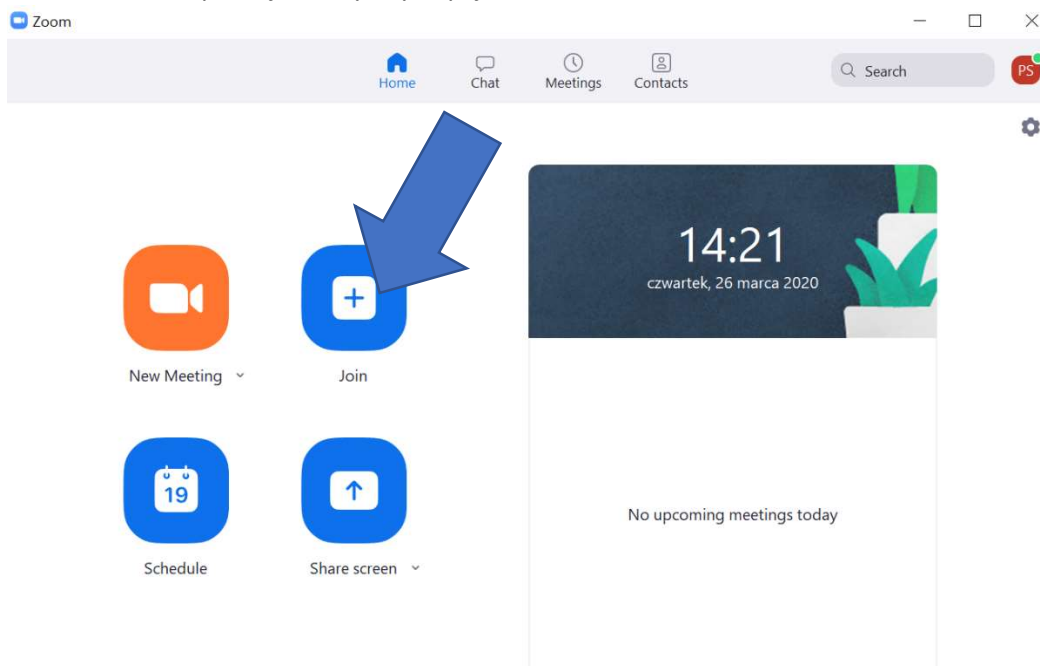 Zoom
Home Chat Meetings Contacts
Search
PS
14:21
czwartek, 26 marca 2020
New Meeting
Join
19
Schedule
Share screen
No upcoming meetings today